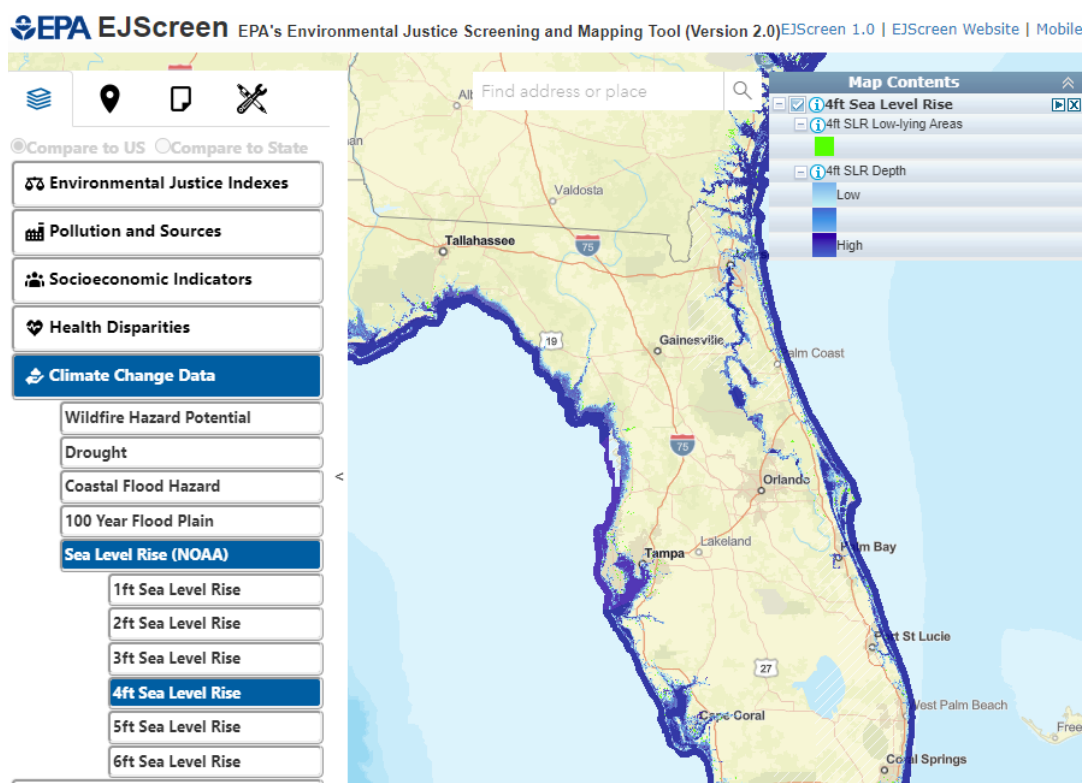 EPA EJScreen EPA's Environmental Justice Screening and Mapping Tool (Version 2.0) EJScreen 1.0 | EJScreen Website | Mobile
Find address or place
Compare to US Compare to State
Environmental Justice Indexes
Pollution and Sources
Socioeconomic Indicators
Health Disparities
Climate Change Data
Wildfire Hazard Potential
Drought
Coastal Flood Hazard
100 Year Flood Plain
Sea Level Rise (NOAA)
1ft Sea Level Rise
2ft Sea Level Rise
3ft Sea Level Rise
4ft Sea Level Rise
5ft Sea Level Rise
6ft Sea Level Rise
<
Map Contents
4ft Sea Level Rise
4ft SLR Low-lying Areas
4ft SLR Depth
Low
High
Valdosta
Tallahassee
75
19
Gainesville
alm Coast
75
Orlando
Lakeland
Tampa
Palm Bay
Port St Lucie
27
West Palm Beach
Cape Coral
Free
Coral Springs